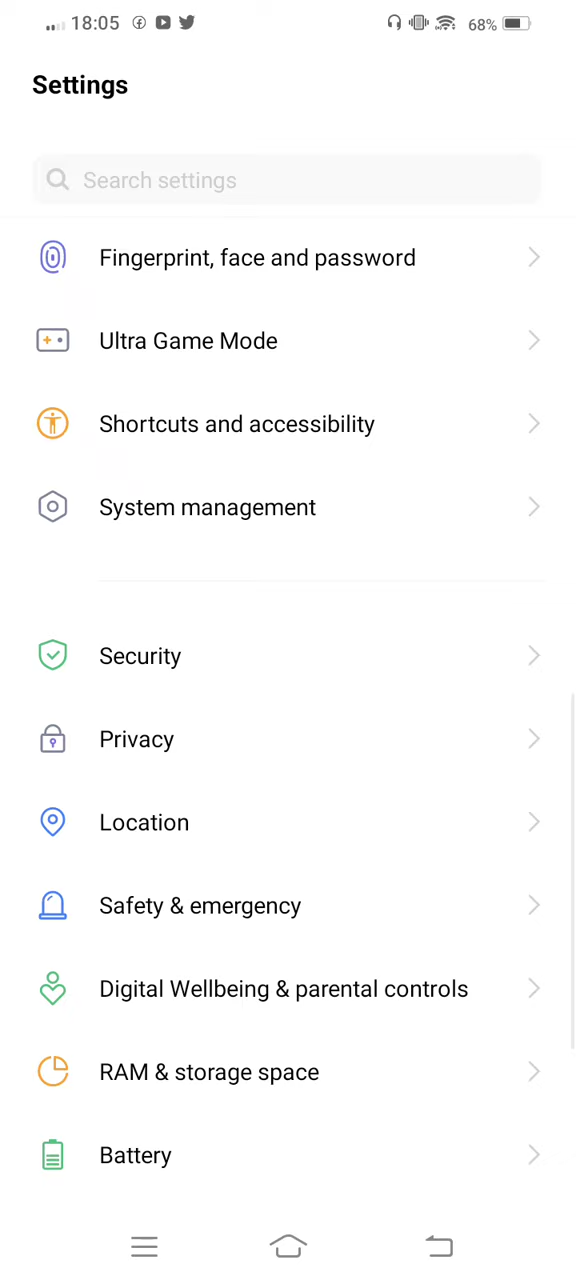 18:05 68%
Settings
Search settings
Fingerprint, face and password
Ultra Game Mode
Shortcuts and accessibility
System management
Security
Privacy
Location
Safety & emergency
Digital Wellbeing & parental controls
RAM & storage space
Battery